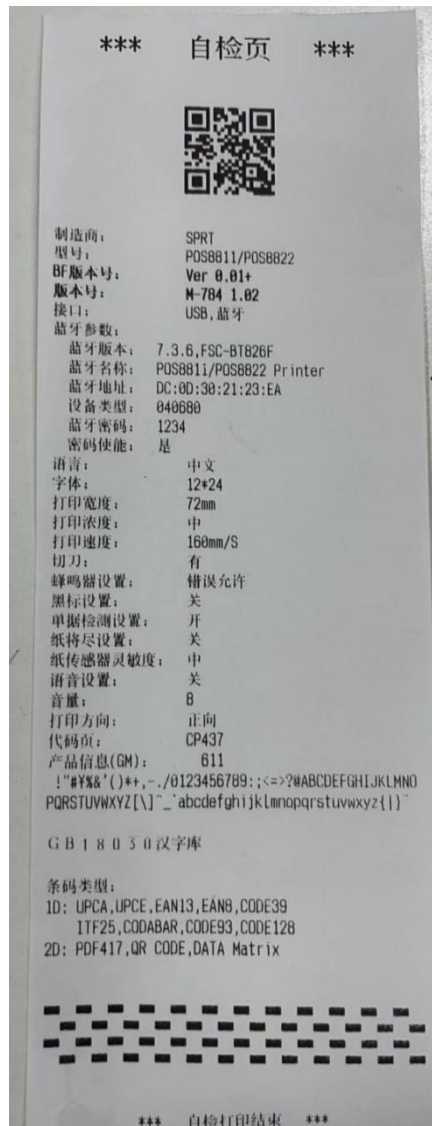 *** 自检页 ***
制造商: SPRT
型号: POS8811/POS8822
BF版本号: Ver 0.01+
版本号: M-784 1.02
接口: USB,蓝牙
蓝牙参数:
蓝牙版本: 7.3.6,FSC-BT826F
蓝牙名称: POS8811/POS8822 Printer
蓝牙地址: DC:0D:30:21:23:EA
设备类型: 040680
蓝牙密码: 1234
密码使能: 是
语言: 中文
字体: 12*24
打印宽度: 72mm
打印浓度: 中
打印速度: 160mm/S
切刀: 有
蜂鸣器设置: 错误允许
黑标设置: 关
单据检测设置: 开
纸将尽设置: 关
纸传感器灵敏度: 中
语音设置: 关
音量: 8
打印方向: 正向
代码页: CP437
产品信息(GM): 611
!"#¥%&'()*+,-./0123456789:;<=>?@ABCDEFGHIJKLMNO
PQRSTUVWXYZ[\]^_`abcdefghijklmnopqrstuvwxyz{|}~
GB18030汉字库
条码类型:
1D: UPCA,UPCE,EAN13,EAN8,CODE39
ITF25,CODABAR,CODE93,CODE128
2D: PDF417,QR CODE,DATA Matrix
*** 自检打印结束 ***